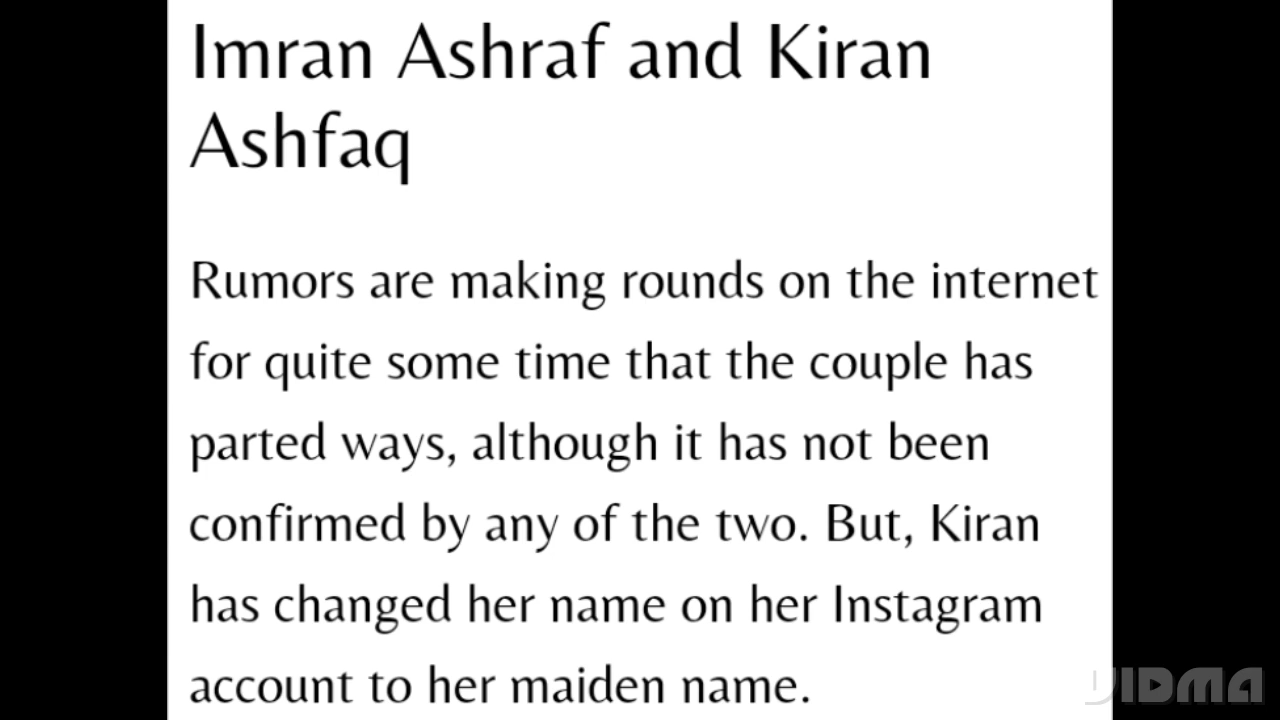 Imran Ashraf and Kiran
Ashfaq
Rumors are making rounds on the internet
for quite some time that the couple has
parted ways, although it has not been
confirmed by any of the two. But, Kiran
has changed her name on her Instagram
account to her maiden name.
VIDMA